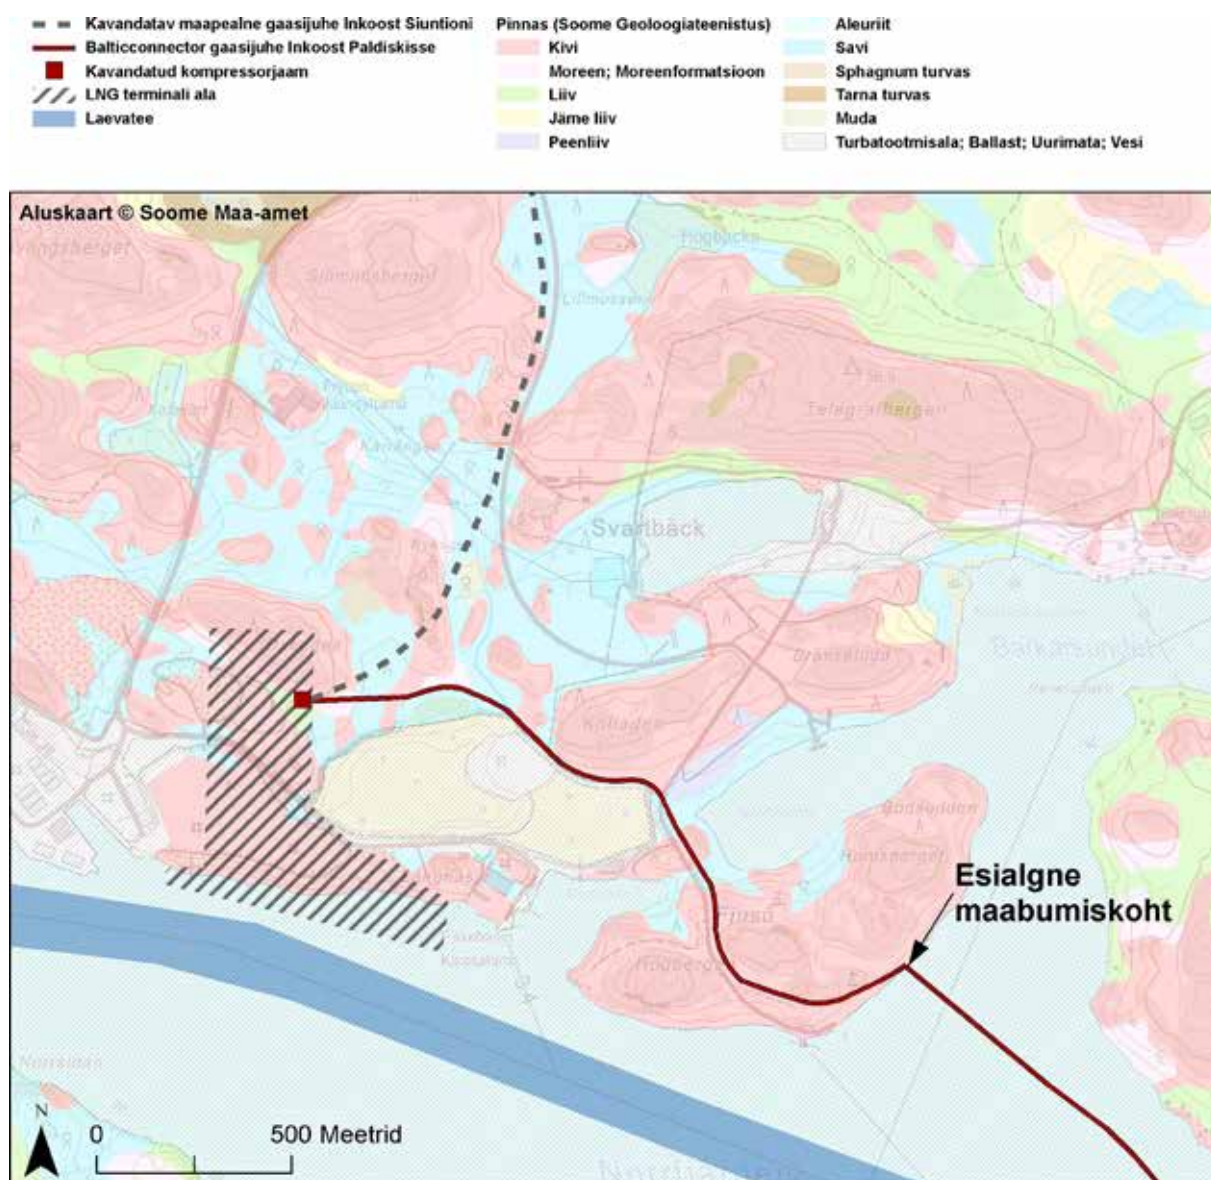 Kavandatav maapealne gaasijuhe Inkoost Siuntioni
Balticconnector gaasijuhe Inkoost Paldiskisse
Kavandatud kompressorjaam
LNG terminali ala
Laevatee
Pinnas (Soome Geoloogiateenistus)
Kivi
Moreen; Moreenformatsioon
Liiv
Jäme liiv
Peenliiv
Aleuriit
Savi
Sphagnum turvas
Tarna turvas
Muda
Turbatootmisala; Ballast; Uurimata; Vesi
Aluskaart © Soome Maa-amet
Telegrafbergen
Svartbäck
Esialgne
maabumiskoht
N
0
500 Meetrid